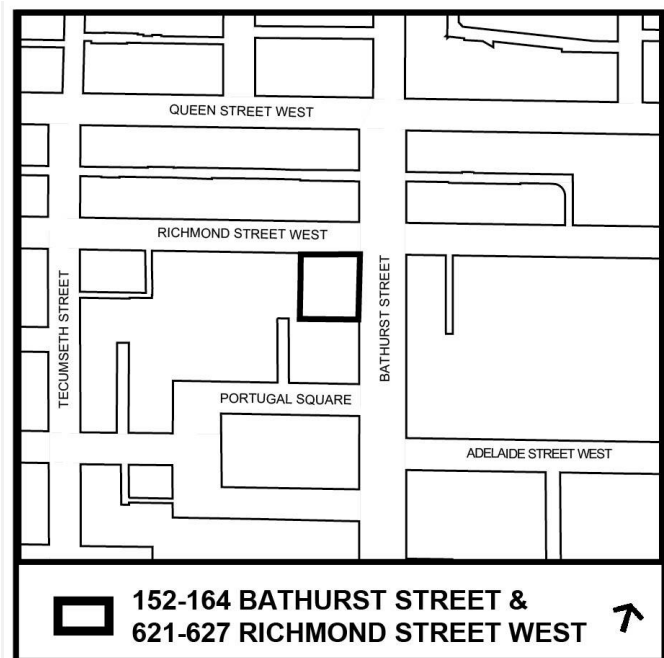 QUEEN STREET WEST
RICHMOND STREET WEST
TECUMSETH STREET
BATHURST STREET
PORTUGAL SQUARE
ADELAIDE STREET WEST
152-164 BATHURST STREET &
621-627 RICHMOND STREET WEST